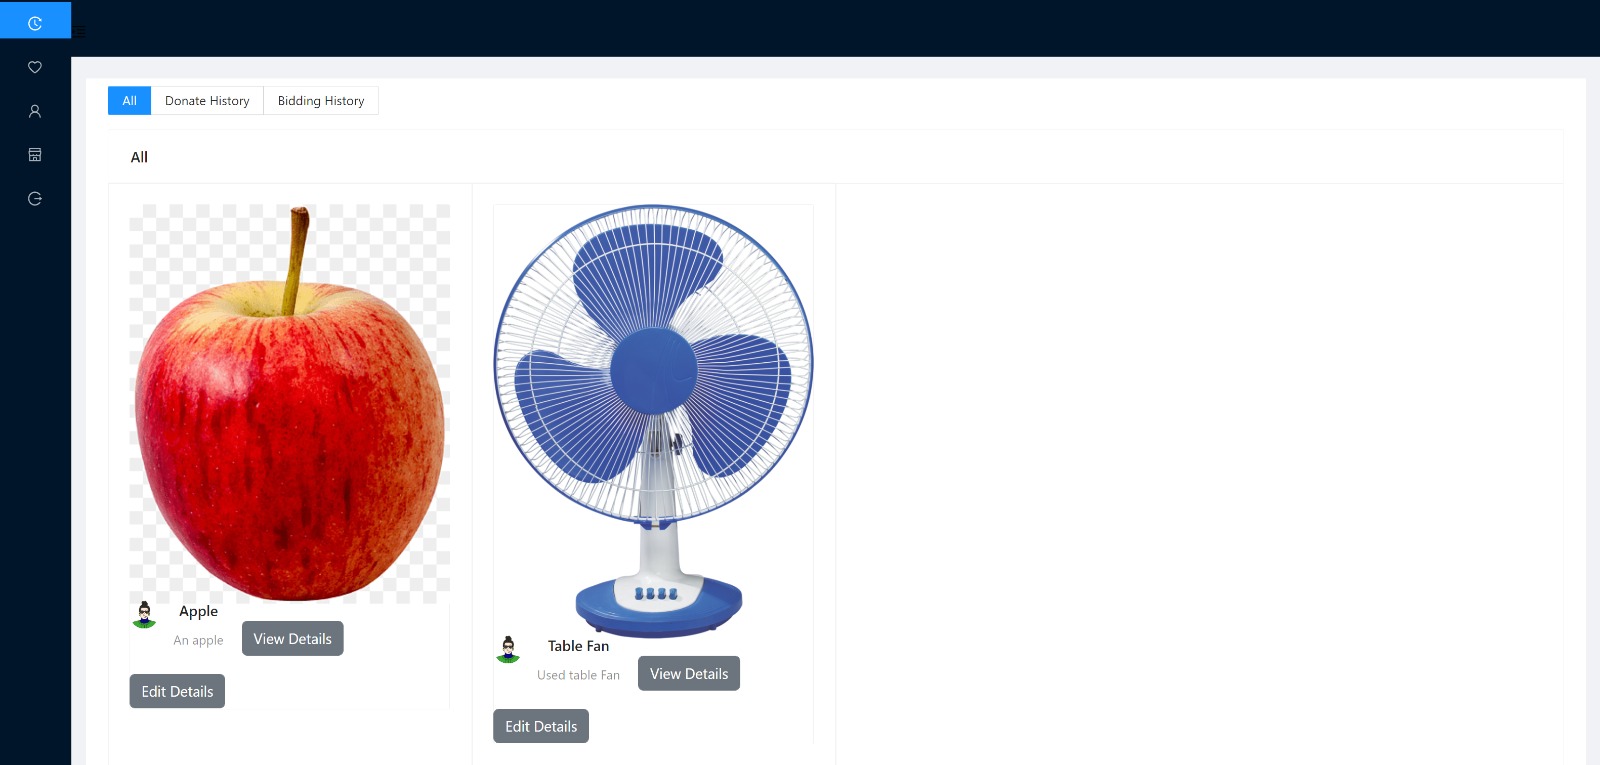 All Donate History Bidding History
All
Apple
An apple View Details
Edit Details
Table Fan
Used table Fan View Details
Edit Details